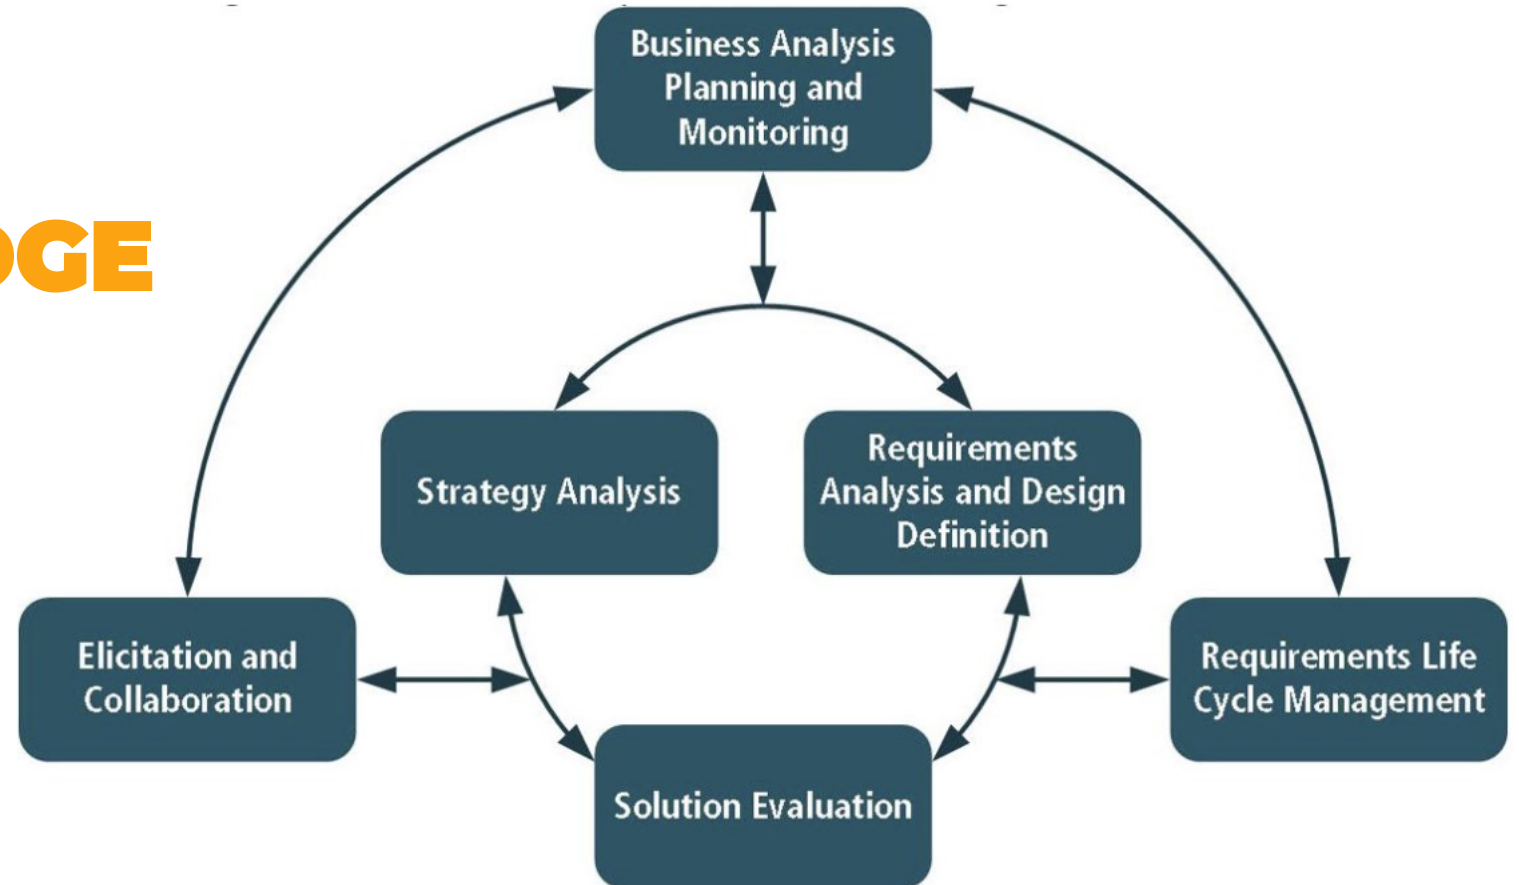 Business Analysis
Planning and
Monitoring
DGE
Strategy Analysis
Requirements
Analysis and Design
Definition
Elicitation and
Collaboration
Requirements Life
Cycle Management
Solution Evaluation